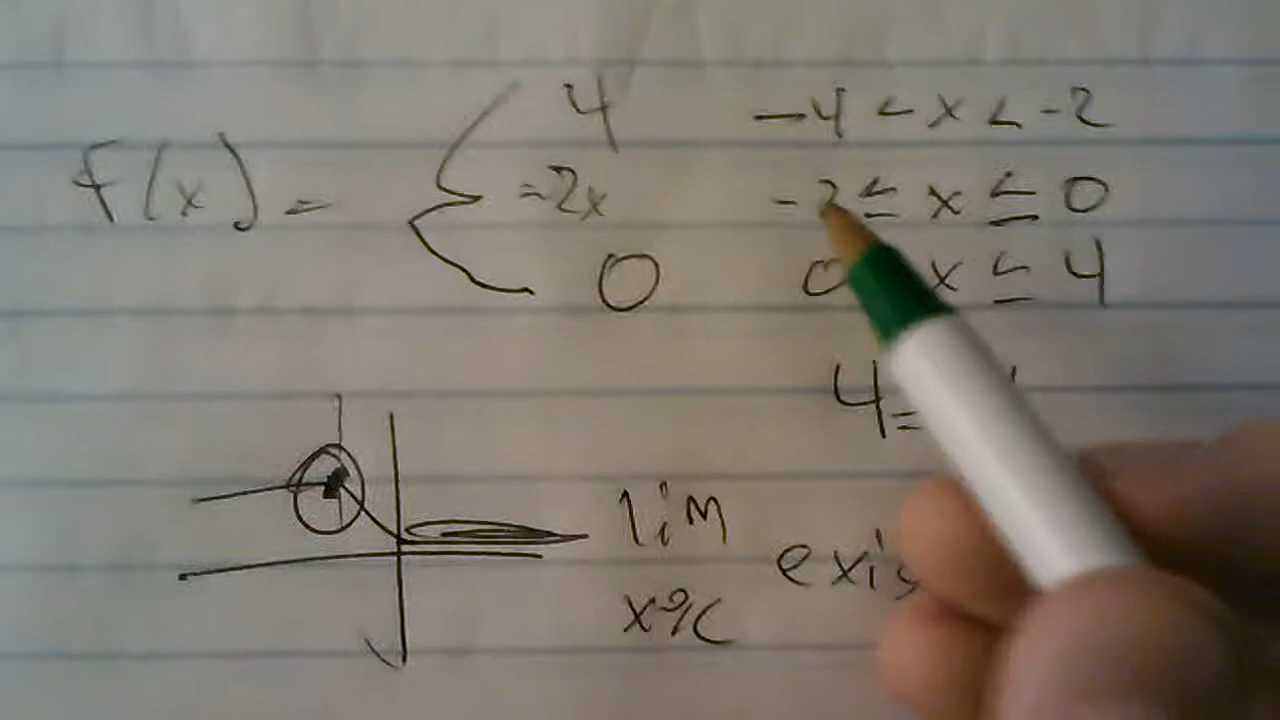 f(x) = { 4 -4 < x < -2
=2x -2 ≤ x ≤ 0
0 0 x ≤ 4
4 =
lim exis
x